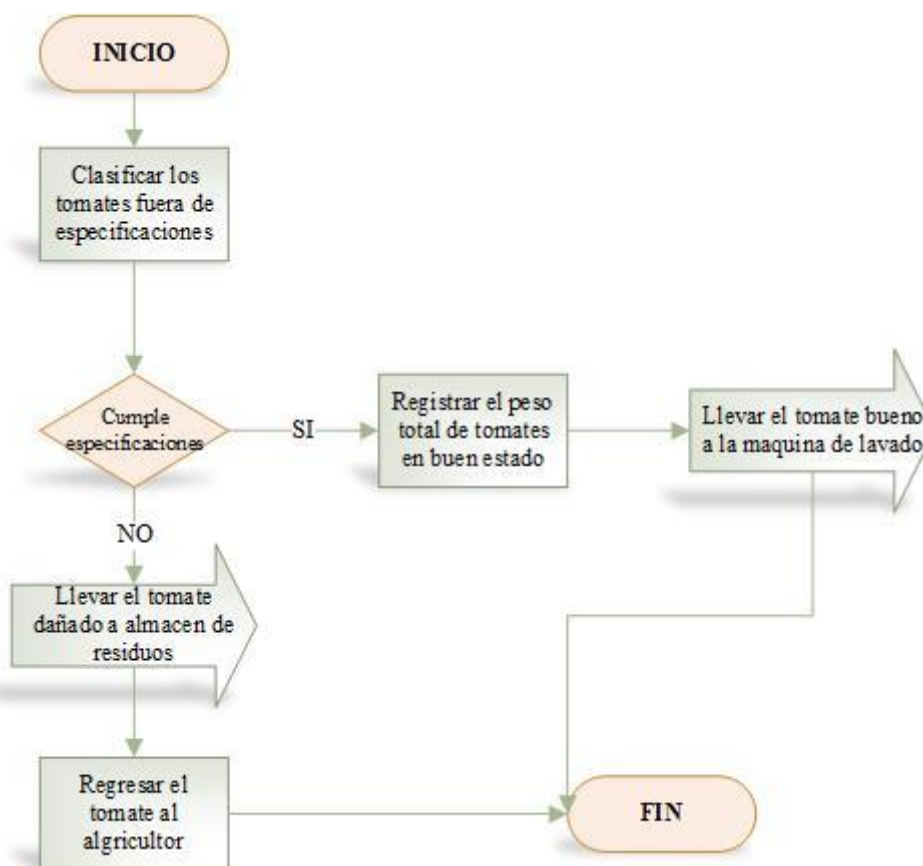 INICIO
Clasificar los
tomates fuera de
especificaciones
Cumple
especificaciones
SI
Registrar el peso
total de tomates
en buen estado
Llevar el tomate bueno
a la maquina de lavado
NO
Llevar el tomate
dañado a almacen de
residuos
Regresar el
tomate al
algricultor
FIN